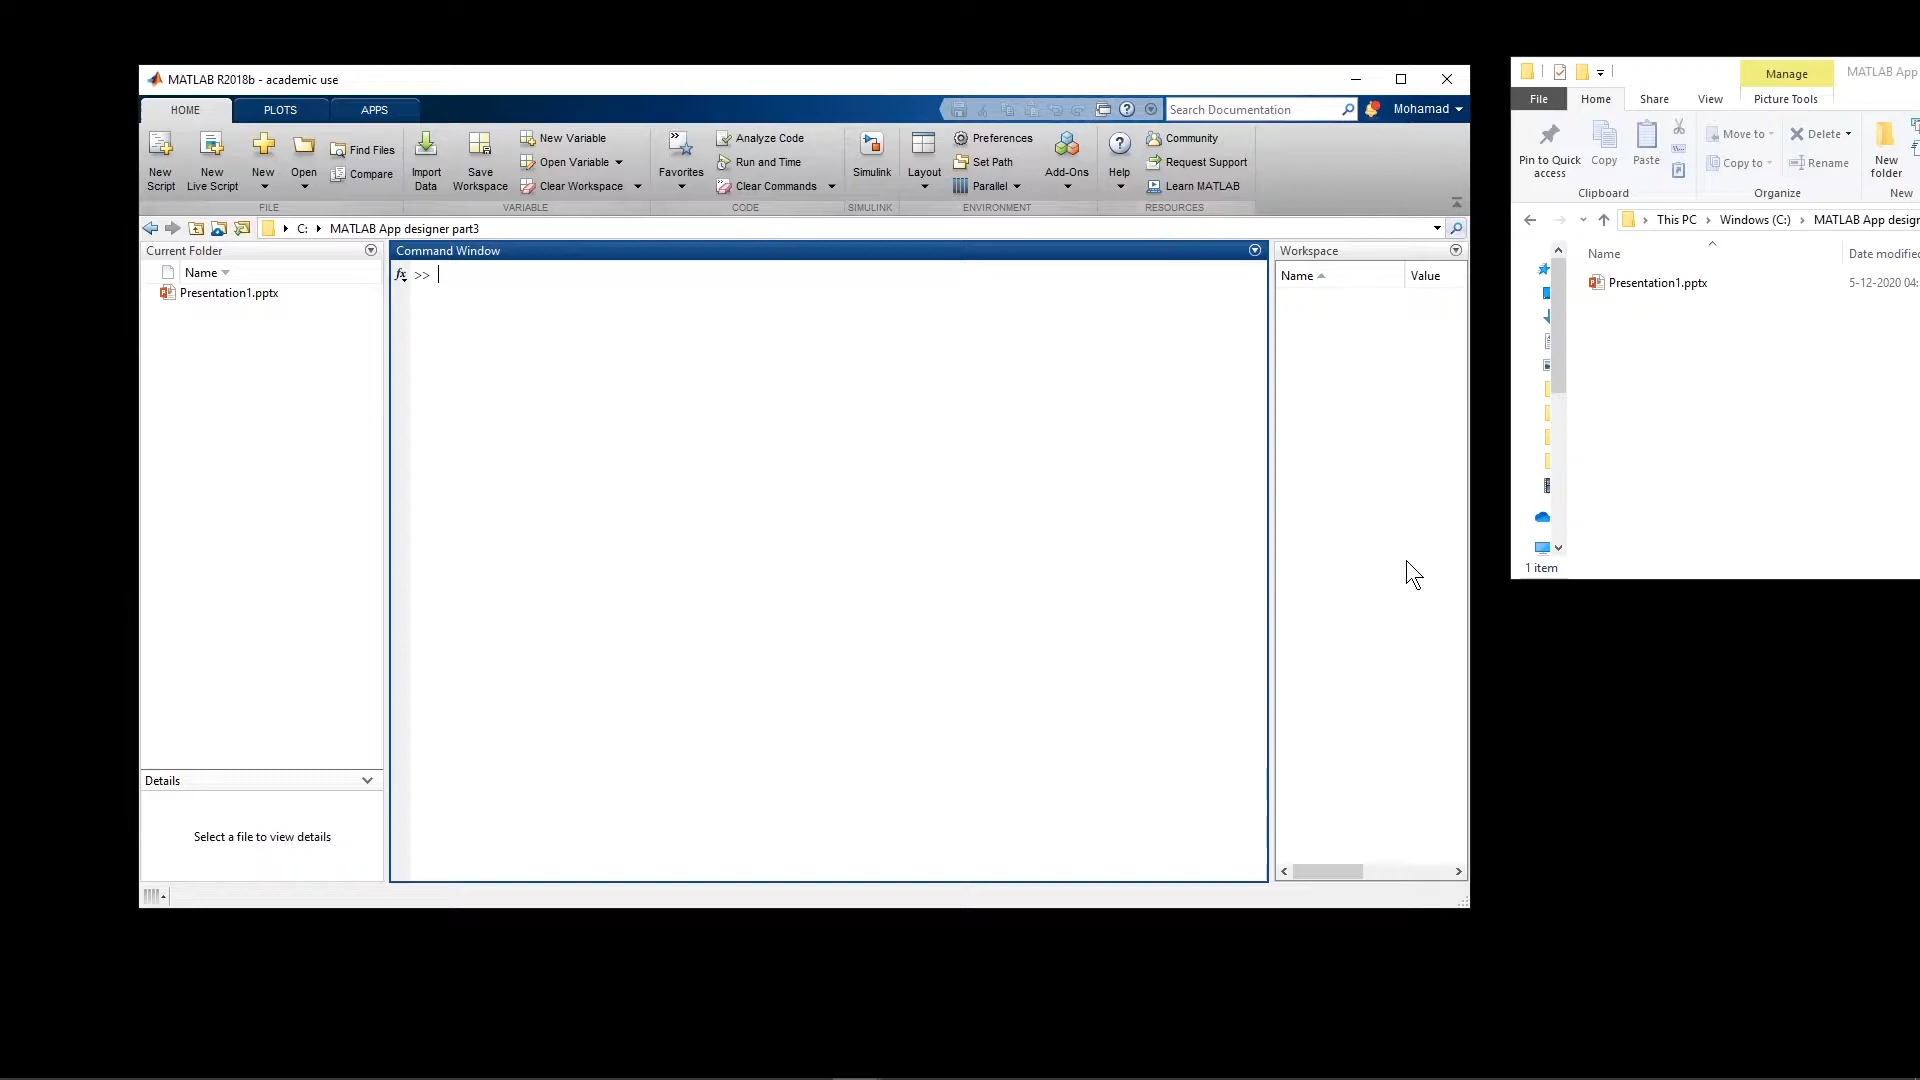 MATLAB R2018b - academic use
HOME PLOTS APPS Search Documentation Mohamad
New Script
New Live Script
New
Open
Find Files
Compare
Import Data
Save Workspace
New Variable
Open Variable
Clear Workspace
Favorites
Analyze Code
Run and Time
Clear Commands
Simulink
Layout
Preferences
Set Path
Parallel
Add-Ons
Help
Community
Request Support
Learn MATLAB
FILE VARIABLE CODE SIMULINK ENVIRONMENT RESOURCES
C: MATLAB App designer part3
Current Folder
Name
Presentation1.pptx
Details
Select a file to view details
Command Window
fx >>
Workspace
Name Value
Manage MATLAB App
File Home Share View Picture Tools
Pin to Quick access
Copy
Paste
Move to
Copy to
Delete
Rename
New folder
Clipboard Organize New
This PC > Windows (C:) > MATLAB App design
Name Date modified
Presentation1.pptx 5-12-2020 04:
1 item